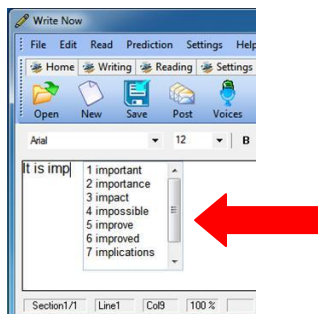 Write Now
File Edit Read Prediction Settings Help
Home Writing Reading Settings
Open New Save Post Voices
Arial 12 B
It is imp
1 important
2 importance
3 impact
4 impossible
5 improve
6 improved
7 implications
Section1/1 Line1 Col9 100 %